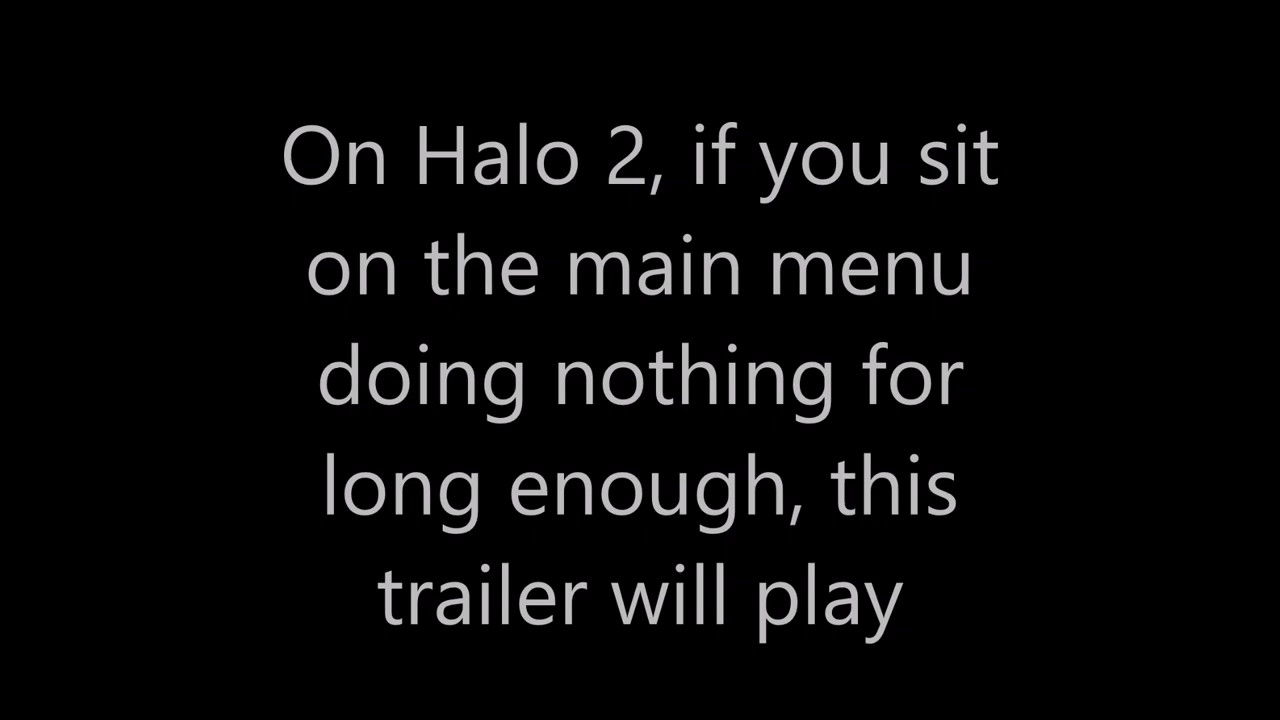 On Halo 2, if you sit
on the main menu
doing nothing for
long enough, this
trailer will play